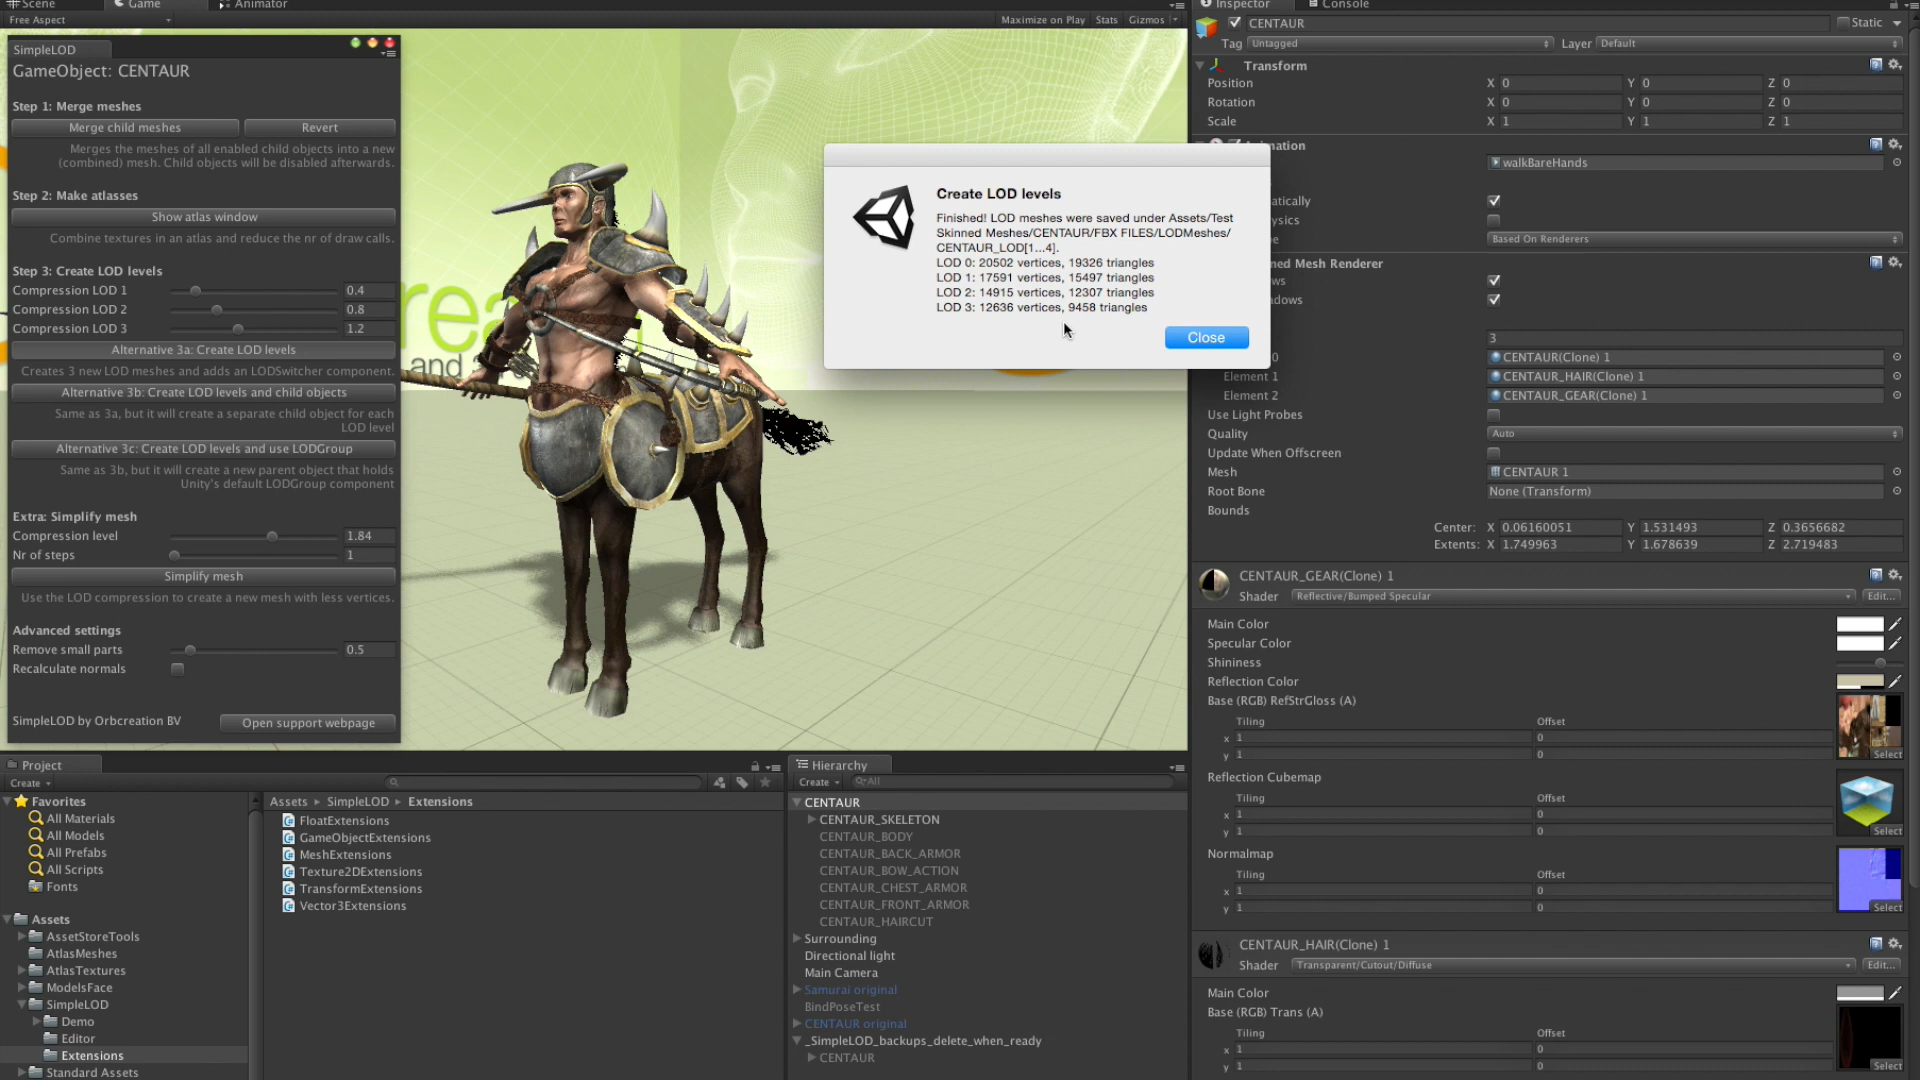 Scene
Game
Animator
Free Aspect
Maximize on Play
Stats
Gizmos
SimpleLOD
GameObject: CENTAUR
Step 1: Merge meshes
Merge child meshes
Revert
Merges the meshes of all enabled child objects into a new
(combined) mesh. Child objects will be disabled afterwards.
Step 2: Make atlasses
Show atlas window
Combine textures in an atlas and reduce the nr of draw calls.
Step 3: Create LOD levels
Compression LOD 1 0.4
Compression LOD 2 0.8
Compression LOD 3 1.2
Alternative 3a: Create LOD levels
Creates 3 new LOD meshes and adds an LODSwitcher component.
Alternative 3b: Create LOD levels and child objects
Same as 3a, but it will create a separate child object for each
LOD level
Alternative 3c: Create LOD levels and use LODGroup
Same as 3b, but it will create a new parent object that holds
Unity's default LODGroup component
Extra: Simplify mesh
Compression level 1.84
Nr of steps 1
Simplify mesh
Use the LOD compression to create a new mesh with less vertices.
Advanced settings
Remove small parts 0.5
Recalculate normals
SimpleLOD by Orbcreation BV
Open support webpage
Create LOD levels
Finished! LOD meshes were saved under Assets/Test
Skinned Meshes/CENTAUR/FBX FILES/LODMeshes/
CENTAUR_LOD[1...4].
LOD 0: 20502 vertices, 19326 triangles
LOD 1: 17591 vertices, 15497 triangles
LOD 2: 14915 vertices, 12307 triangles
LOD 3: 12636 vertices, 9458 triangles
Close
and
Project
Create
Favorites
All Materials
All Models
All Prefabs
All Scripts
Fonts
Assets
AssetStoreTools
AtlasMeshes
AtlasTextures
ModelsFace
SimpleLOD
Demo
Editor
Extensions
Standard Assets
Assets ▸ SimpleLOD ▸ Extensions
FloatExtensions
GameObjectExtensions
MeshExtensions
Texture2DExtensions
TransformExtensions
Vector3Extensions
Hierarchy
Create
All
CENTAUR
CENTAUR_SKELETON
CENTAUR_BODY
CENTAUR_BACK_ARMOR
CENTAUR_BOW_ACTION
CENTAUR_CHEST_ARMOR
CENTAUR_FRONT_ARMOR
CENTAUR_HAIRCUT
Surrounding
Directional light
Main Camera
Samurai original
BindPoseTest
CENTAUR original
_SimpleLOD_backups_delete_when_ready
CENTAUR
Inspector
Console
CENTAUR
Static
Tag Untagged
Layer Default
Transform
Position X 0 Y 0 Z 0
Rotation X 0 Y 0 Z 0
Scale X 1 Y 1 Z 1
mation
walkBareHands
atically
ysics
e Based On Renderers
ned Mesh Renderer
ws
adows
3
0 CENTAUR(Clone) 1
Element 1 CENTAUR_HAIR(Clone) 1
Element 2 CENTAUR_GEAR(Clone) 1
Use Light Probes
Quality Auto
Update When Offscreen
Mesh CENTAUR 1
Root Bone None (Transform)
Bounds
Center: X 0.06160051 Y 1.531493 Z 0.3656682
Extents: X 1.749963 Y 1.678639 Z 2.719483
CENTAUR_GEAR(Clone) 1
Shader Reflective/Bumped Specular Edit...
Main Color
Specular Color
Shininess
Reflection Color
Base (RGB) RefStrGloss (A)
Tiling Offset
x 1 0
y 1 0
Select
Reflection Cubemap
Tiling Offset
x 1 0
y 1 0
Select
Normalmap
Tiling Offset
x 1 0
y 1 0
Select
CENTAUR_HAIR(Clone) 1
Shader Transparent/Cutout/Diffuse Edit...
Main Color
Base (RGB) Trans (A)
Tiling Offset
x 1 0
y 1 0
Select